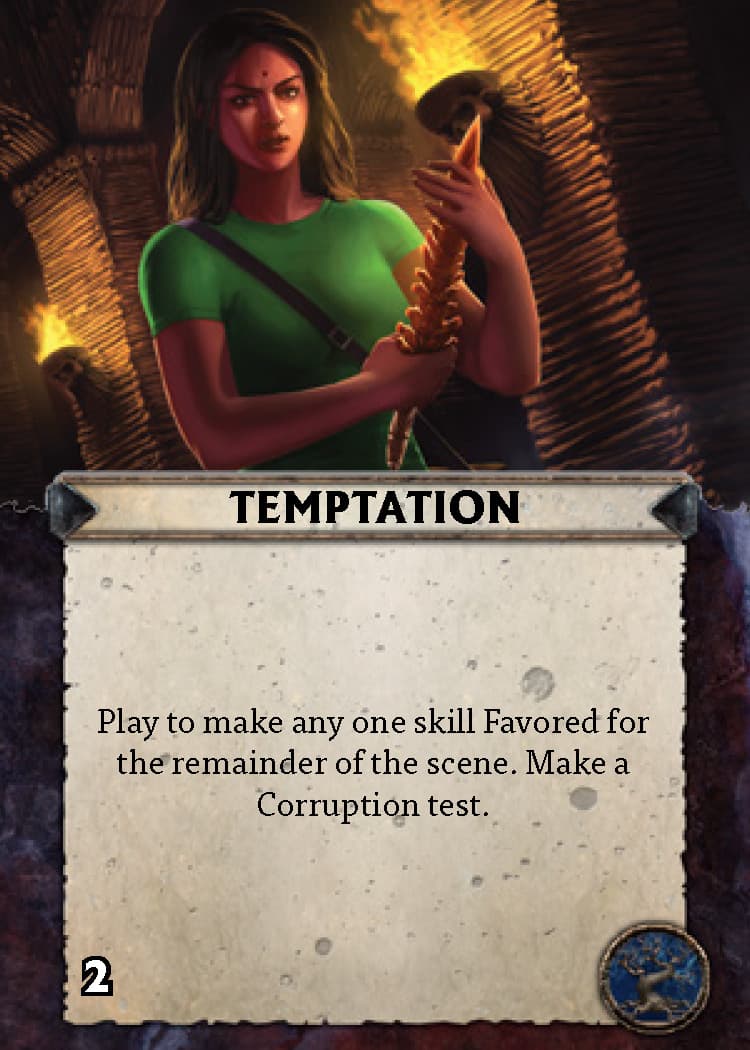 TEMPTATION
Play to make any one skill Favored for
the remainder of the scene. Make a
Corruption test.
2